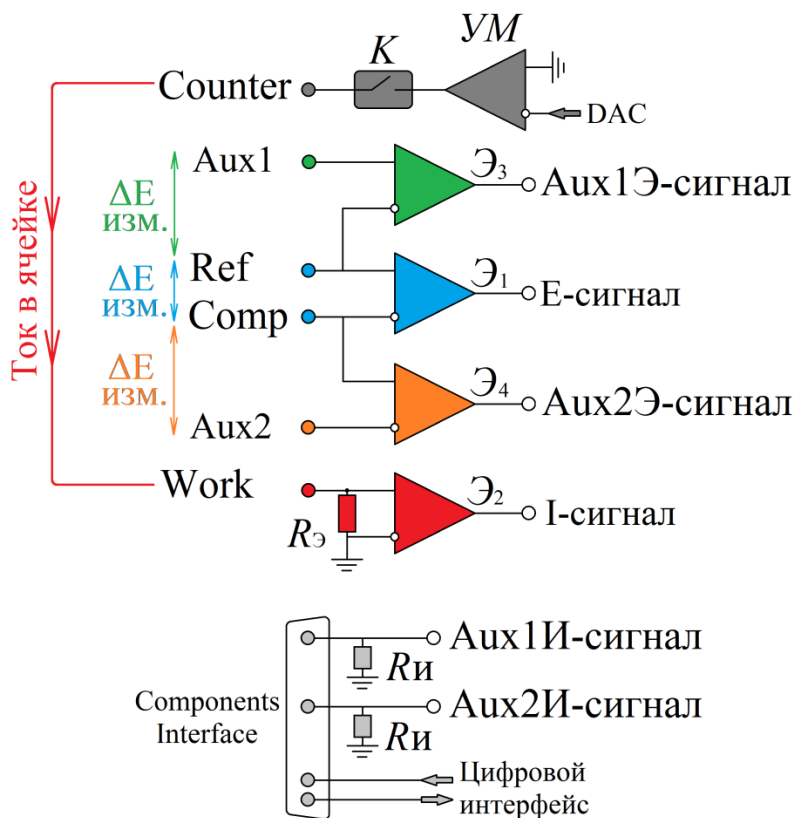 УМ
K
Counter
DAC
Aux1
Э3
Aux1Э-сигнал
ΔE
изм.
Ref
Э1
E-сигнал
ΔE
изм.
Comp
Ток в ячейке
ΔE
изм.
Э4
Aux2Э-сигнал
Aux2
Work
Э2
I-сигнал
RЭ
Aux1И-сигнал
Rи
Components
Interface
Aux2И-сигнал
Rи
Цифровой
интерфейс